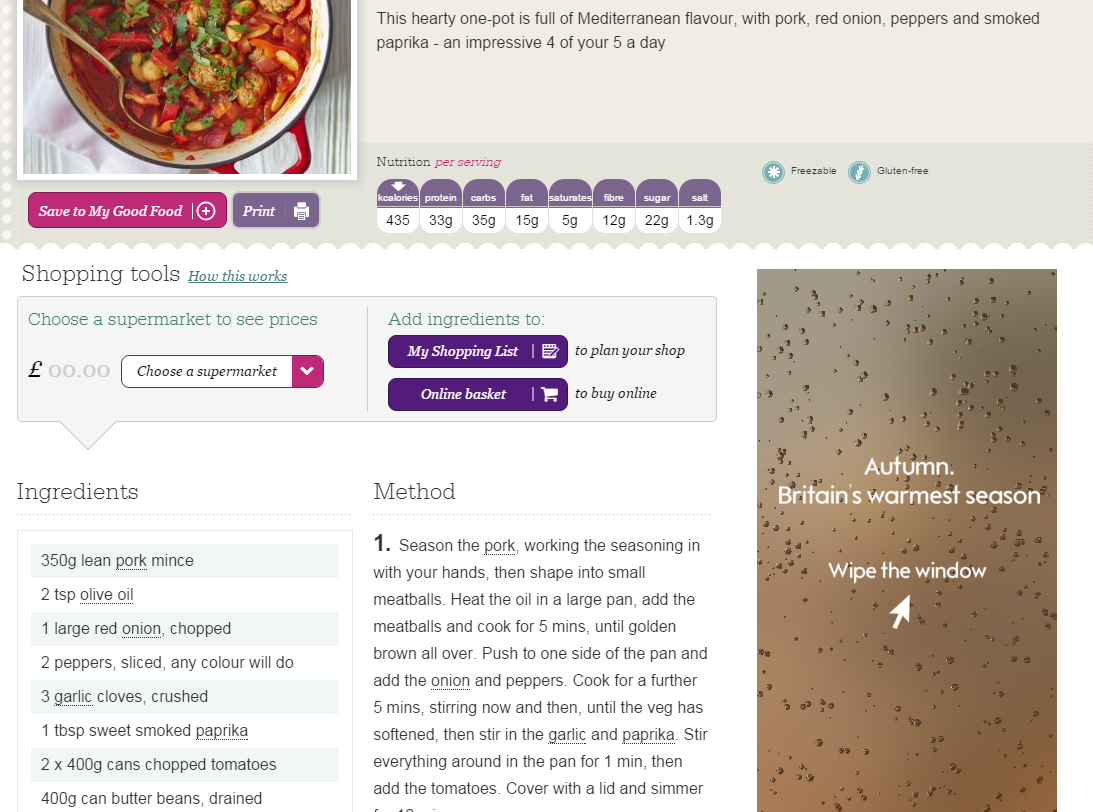 This hearty one-pot is full of Mediterranean flavour, with pork, red onion, peppers and smoked
paprika - an impressive 4 of your 5 a day
Nutrition per serving
kcalories protein carbs fat saturates fibre sugar salt
435 33g 35g 15g 5g 12g 22g 1.3g
Freezable Gluten-free
Save to My Good Food Print
Shopping tools How this works
Choose a supermarket to see prices
£ 00.00 Choose a supermarket
Add ingredients to:
My Shopping List to plan your shop
Online basket to buy online
Ingredients
350g lean pork mince
2 tsp olive oil
1 large red onion, chopped
2 peppers, sliced, any colour will do
3 garlic cloves, crushed
1 tbsp sweet smoked paprika
2 x 400g cans chopped tomatoes
400g can butter beans, drained
Method
1. Season the pork, working the seasoning in
with your hands, then shape into small
meatballs. Heat the oil in a large pan, add the
meatballs and cook for 5 mins, until golden
brown all over. Push to one side of the pan and
add the onion and peppers. Cook for a further
5 mins, stirring now and then, until the veg has
softened, then stir in the garlic and paprika. Stir
everything around in the pan for 1 min, then
add the tomatoes. Cover with a lid and simmer
Autumn.
Britain's warmest season
Wipe the window